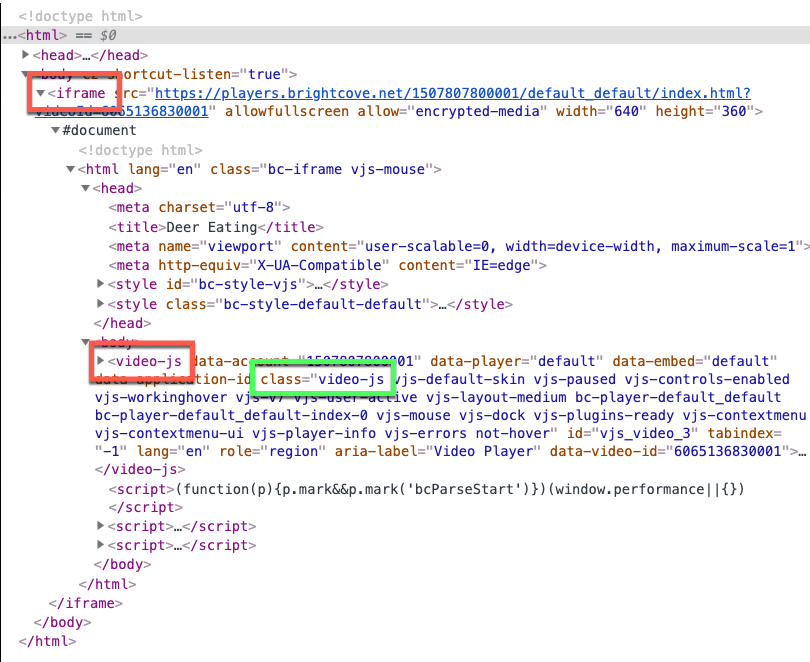 <!doctype html>
…<html> == $0
▶<head>…</head>
▼<body cz-shortcut-listen="true">
▼<iframe src="https://players.brightcove.net/1507807800001/default_default/index.html?
videoId=6065136830001" allowfullscreen allow="encrypted-media" width="640" height="360">
▼#document
<!doctype html>
▼<html lang="en" class="bc-iframe vjs-mouse">
▼<head>
<meta charset="utf-8">
<title>Deer Eating</title>
<meta name="viewport" content="user-scalable=0, width=device-width, maximum-scale=1">
<meta http-equiv="X-UA-Compatible" content="IE=edge">
▶<style id="bc-style-vjs">…</style>
▶<style class="bc-style-default-default">…</style>
</head>
▼<body>
▶<video-js data-account="1507807800001" data-player="default" data-embed="default"
data-application-id class="video-js vjs-default-skin vjs-paused vjs-controls-enabled
vjs-workinghover vjs-v7 vjs-user-active vjs-layout-medium bc-player-default_default
bc-player-default_default-index-0 vjs-mouse vjs-dock vjs-plugins-ready vjs-contextmenu
vjs-contextmenu-ui vjs-player-info vjs-errors not-hover" id="vjs_video_3" tabindex=
"-1" lang="en" role="region" aria-label="Video Player" data-video-id="6065136830001">…
</video-js>
<script>(function(p){p.mark&&p.mark('bcParseStart')})(window.performance||{})
</script>
▶<script>…</script>
▶<script>…</script>
</body>
</html>
</iframe>
</body>
</html>